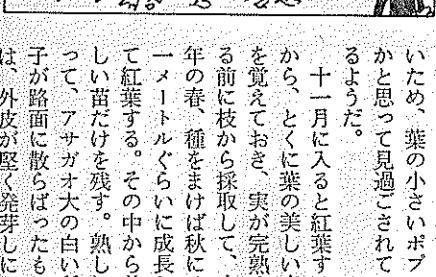 いため、葉の小さいポプ
かと思って見過ごされて
るようだ。
十一月に入ると紅葉す
から、とくに葉の美しい
を覚えておき、実が完熟
る前に枝から採取して、
年の春、種をまけば秋に
一メートルぐらいに成長
て紅葉する。その中から
しい苗だけを残す。熟し
って、アサガオ大の白い
子が路面に散らばったも
は、外皮が堅く発芽しに